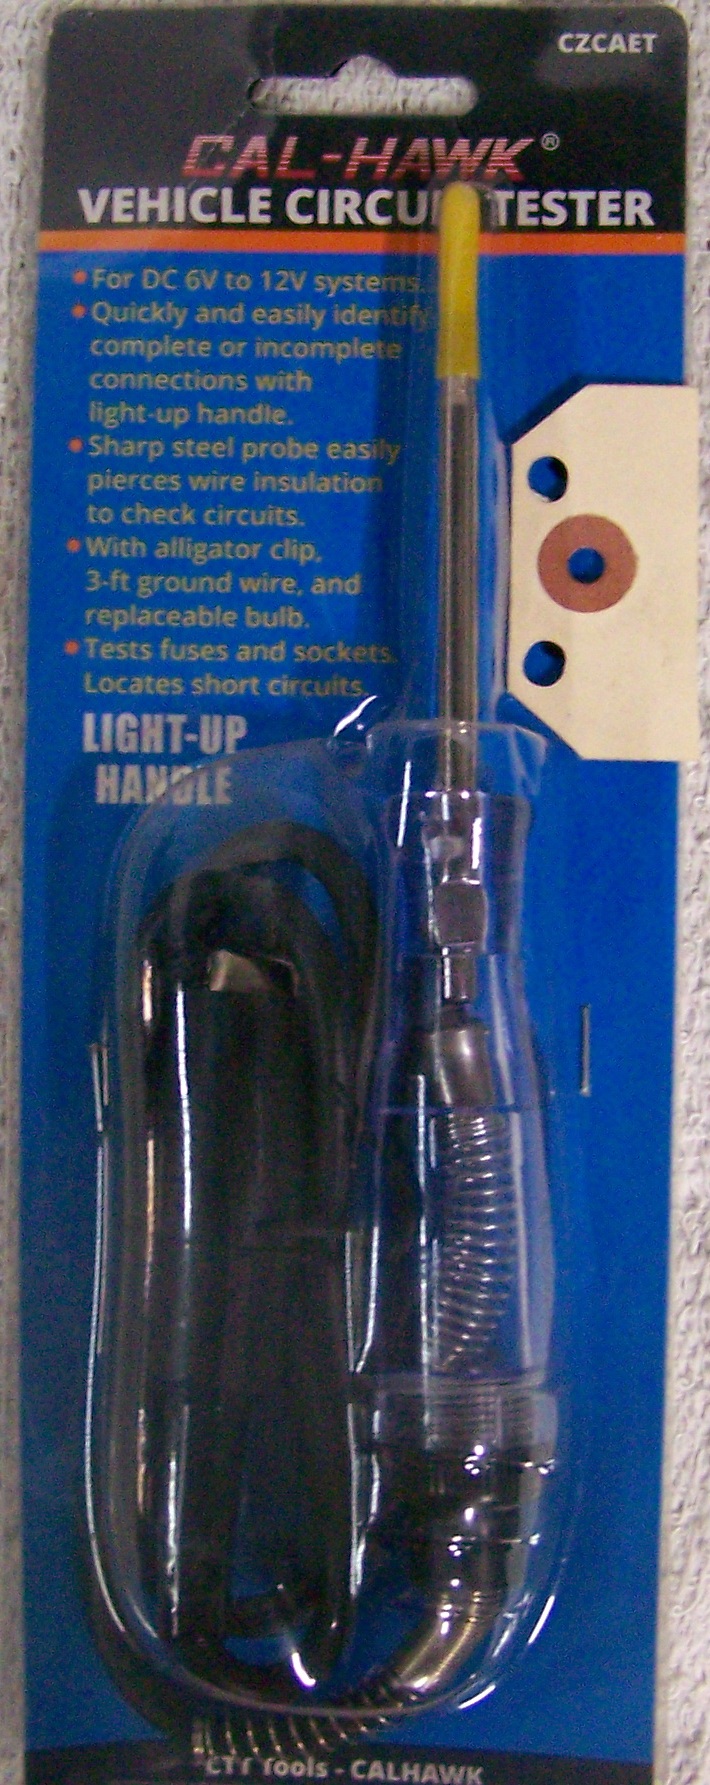 CZCAET
CAL-HAWK®
VEHICLE CIRCUIT TESTER
• For DC 6V to 12V systems.
• Quickly and easily identify
complete or incomplete
connections with
light-up handle.
• Sharp steel probe easily
pierces wire insulation
to check circuits.
• With alligator clip,
3-ft ground wire, and
replaceable bulb.
• Tests fuses and sockets.
Locates short circuits.
LIGHT-UP
HANDLE
Tools - CALHAWK